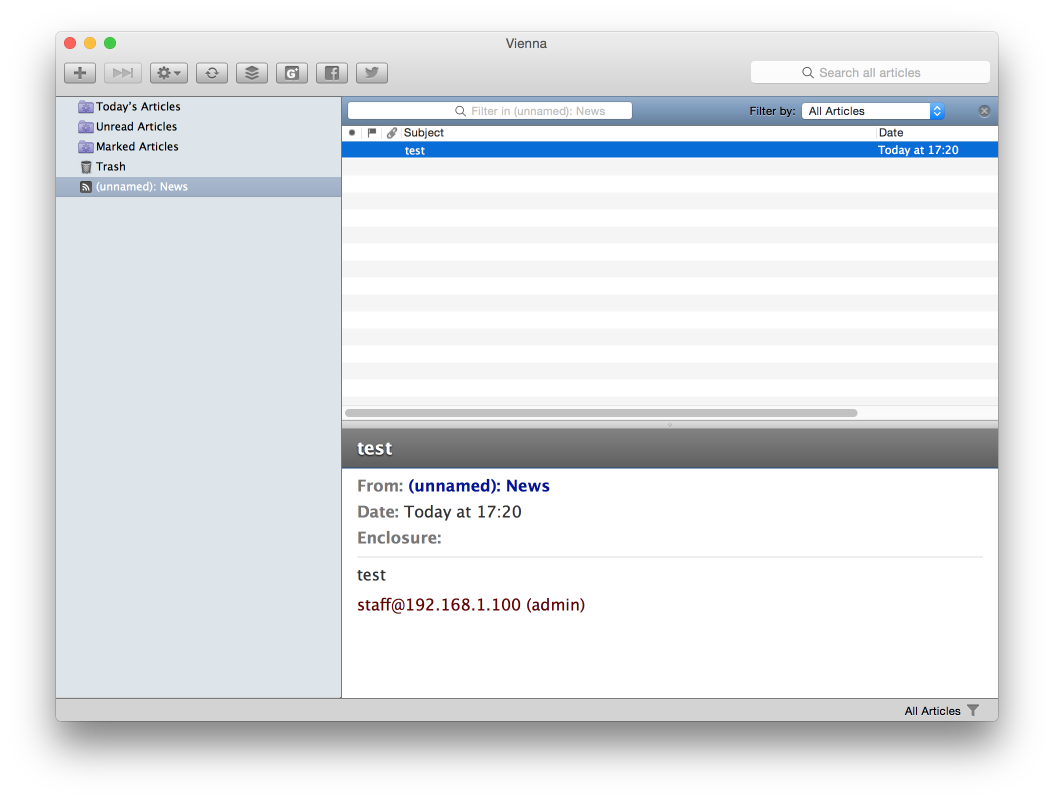 Vienna
Search all articles
Today's Articles
Unread Articles
Marked Articles
Trash
(unnamed): News
Filter in (unnamed): News
Filter by: All Articles
Subject Date
test Today at 17:20
test
From: (unnamed): News
Date: Today at 17:20
Enclosure:
test
staff@192.168.1.100 (admin)
All Articles